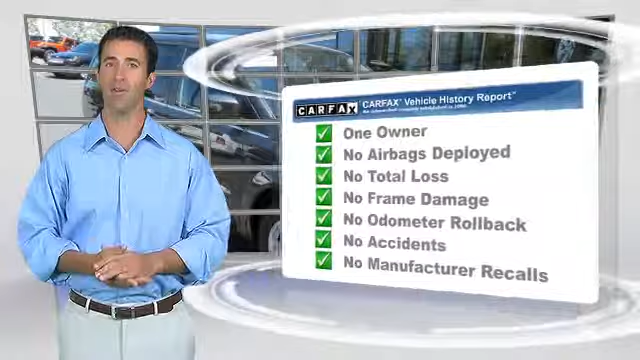 CARFAX CARFAX® Vehicle History Report™
One Owner
No Airbags Deployed
No Total Loss
No Frame Damage
No Odometer Rollback
No Accidents
No Manufacturer Recalls